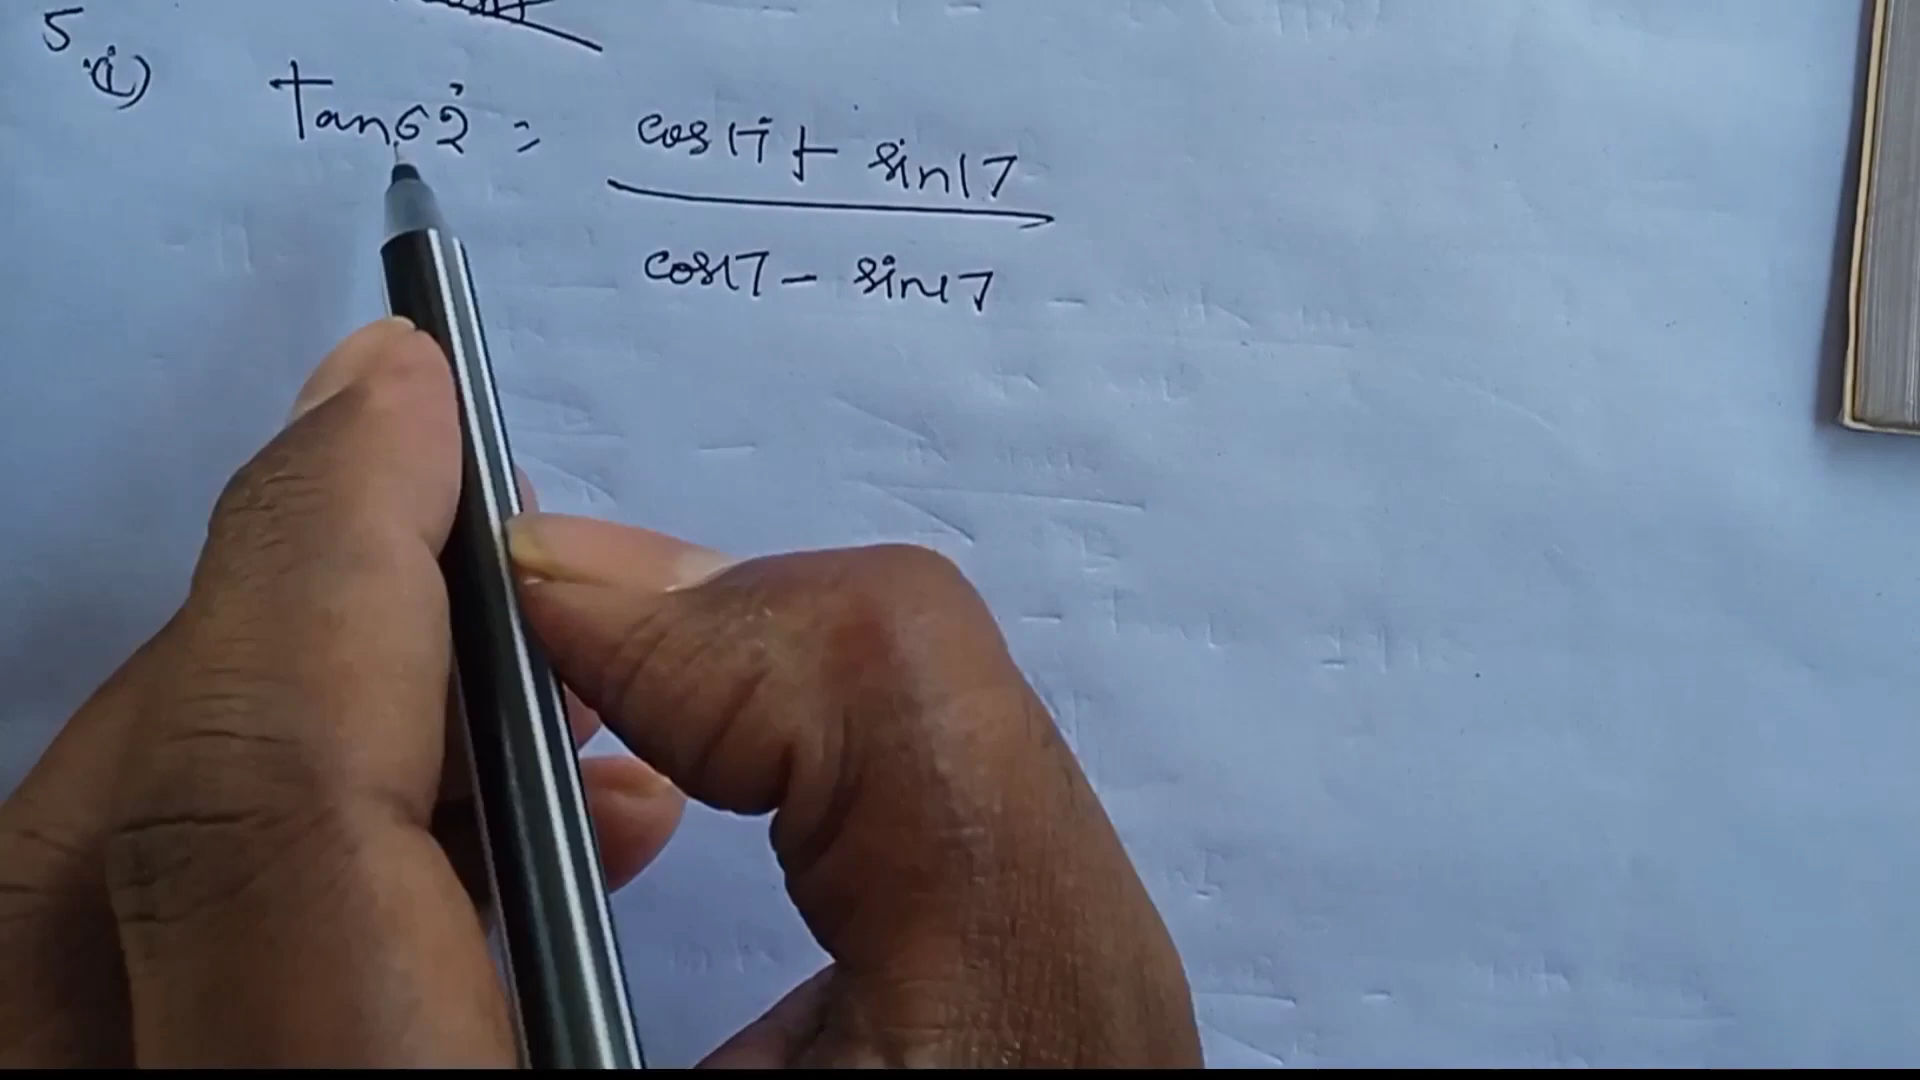 5
(i) Tan62° = cos17° + sin17
cos17 - sin17